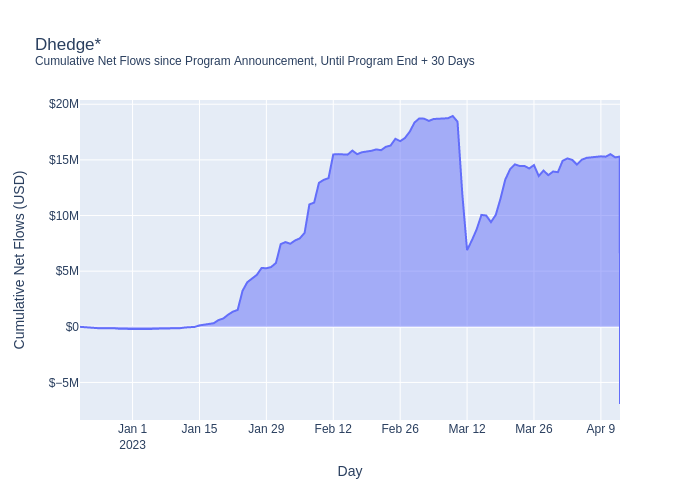 Dhedge*
Cumulative Net Flows since Program Announcement, Until Program End + 30 Days
Cumulative Net Flows (USD)
$20M
$15M
$10M
$5M
$0
$−5M
Jan 1
2023
Jan 15
Jan 29
Feb 12
Feb 26
Mar 12
Mar 26
Apr 9
Day